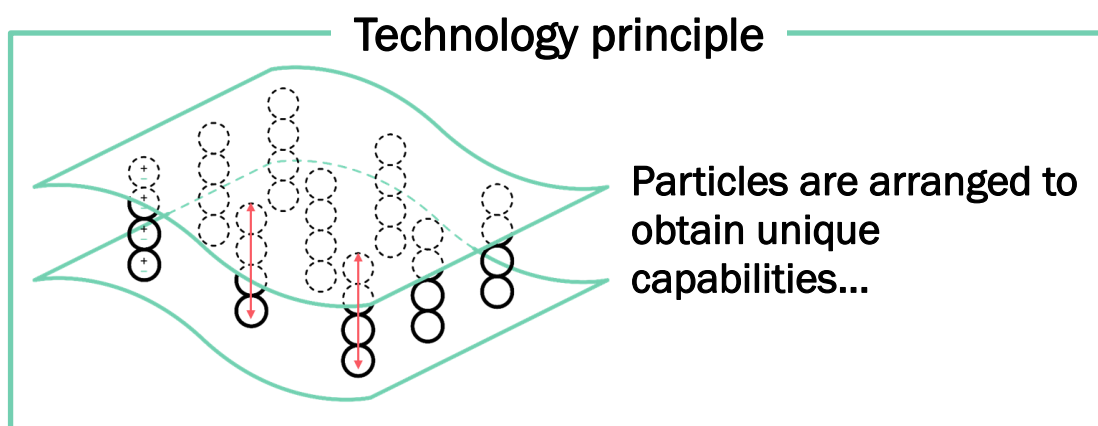 Technology principle
Particles are arranged to
obtain unique
capabilities...
+
–
+
–
+
–
+
–